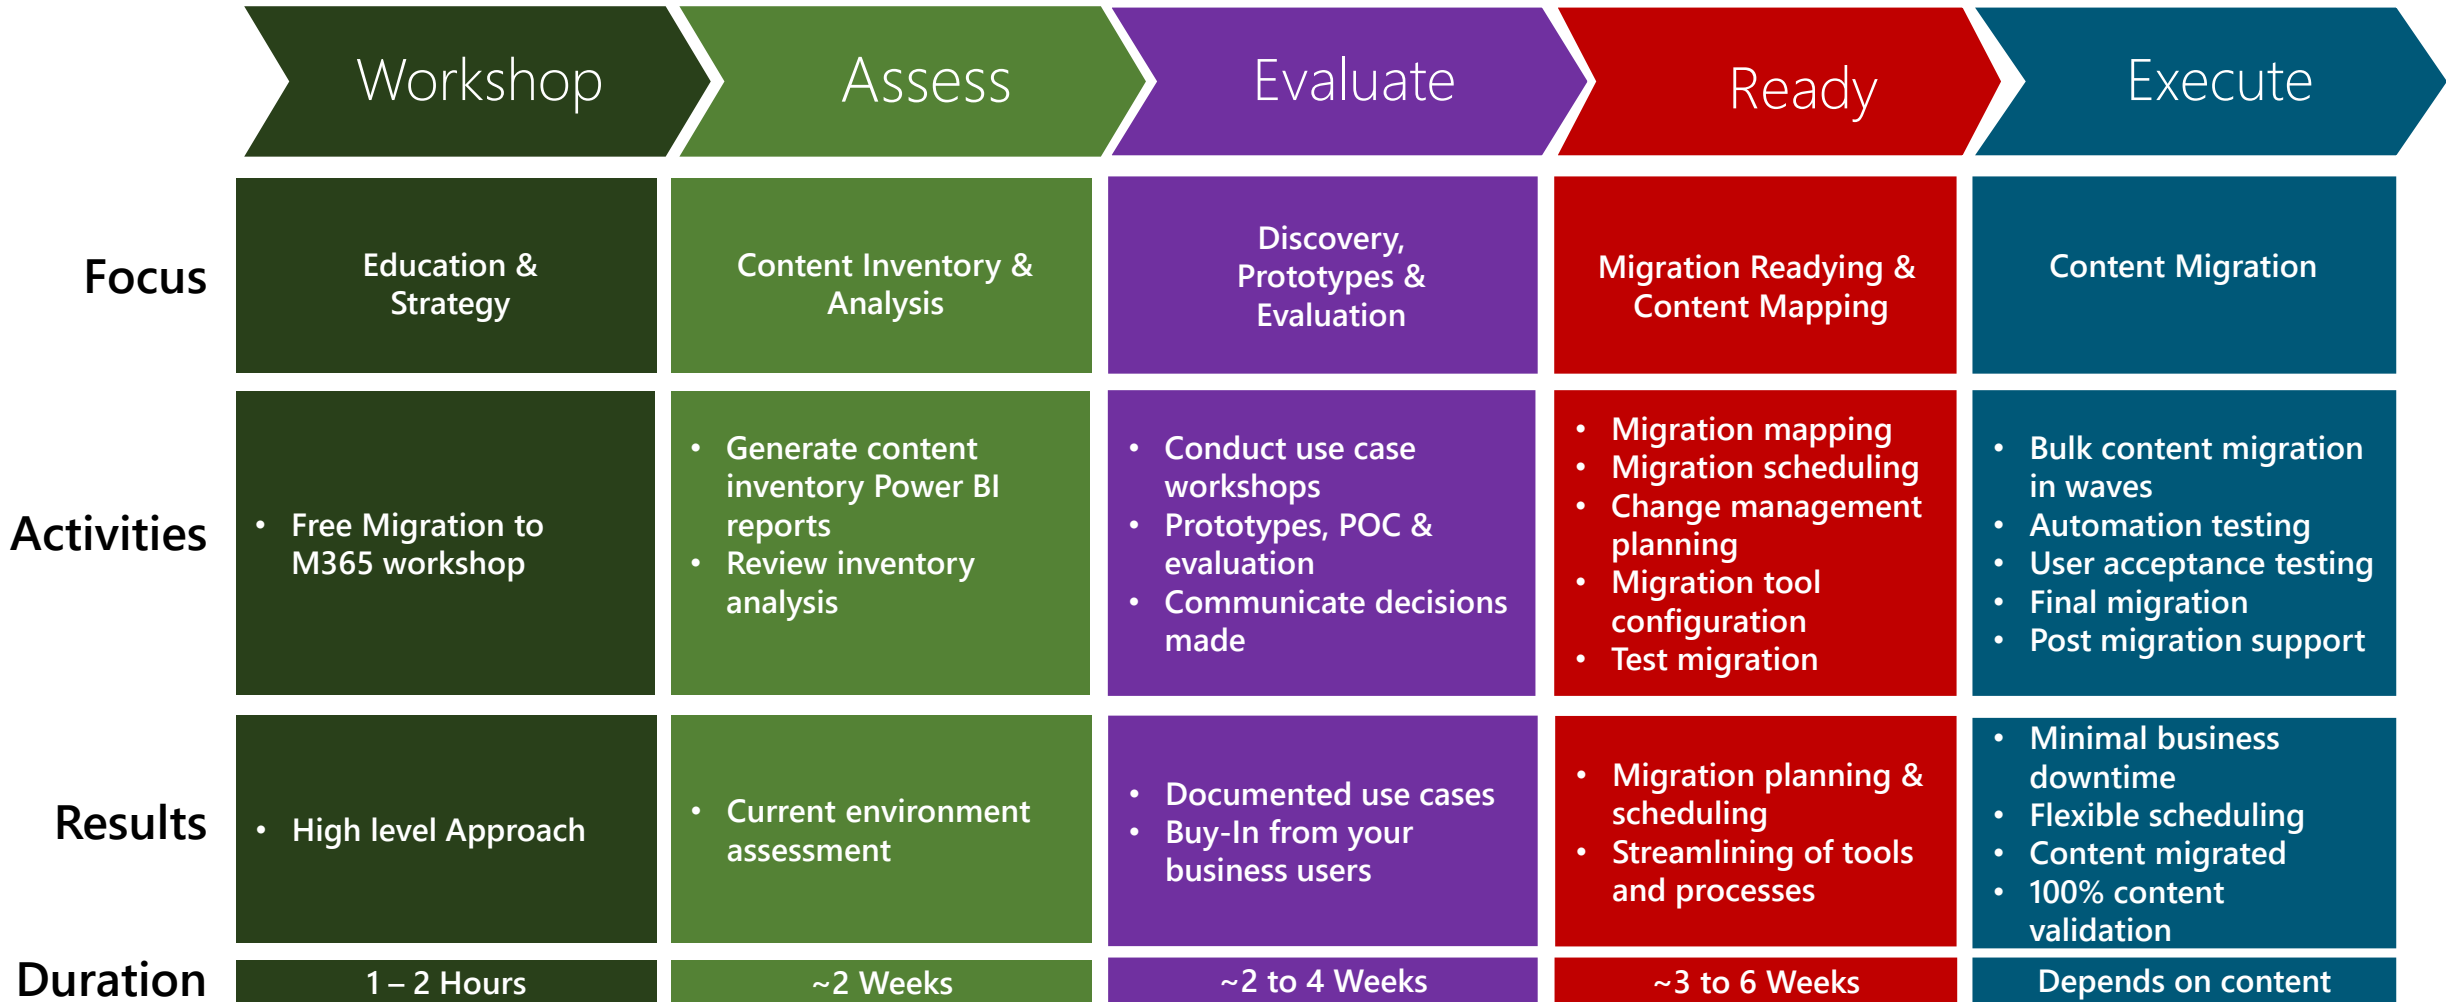 Workshop
Assess
Evaluate
Ready
Execute
Focus
Education &
Strategy
Content Inventory &
Analysis
Discovery,
Prototypes &
Evaluation
Migration Readying &
Content Mapping
Content Migration
Activities
• Free Migration to
M365 workshop
• Generate content
inventory Power BI
reports
• Review inventory
analysis
• Conduct use case
workshops
• Prototypes, POC &
evaluation
• Communicate decisions
made
• Migration mapping
• Migration scheduling
• Change management
planning
• Migration tool
configuration
• Test migration
• Bulk content migration
in waves
• Automation testing
• User acceptance testing
• Final migration
• Post migration support
Results
• High level Approach
• Current environment
assessment
• Documented use cases
• Buy-In from your
business users
• Migration planning &
scheduling
• Streamlining of tools
and processes
• Minimal business
downtime
• Flexible scheduling
• Content migrated
• 100% content
validation
Duration
1 – 2 Hours
~2 Weeks
~2 to 4 Weeks
~3 to 6 Weeks
Depends on content